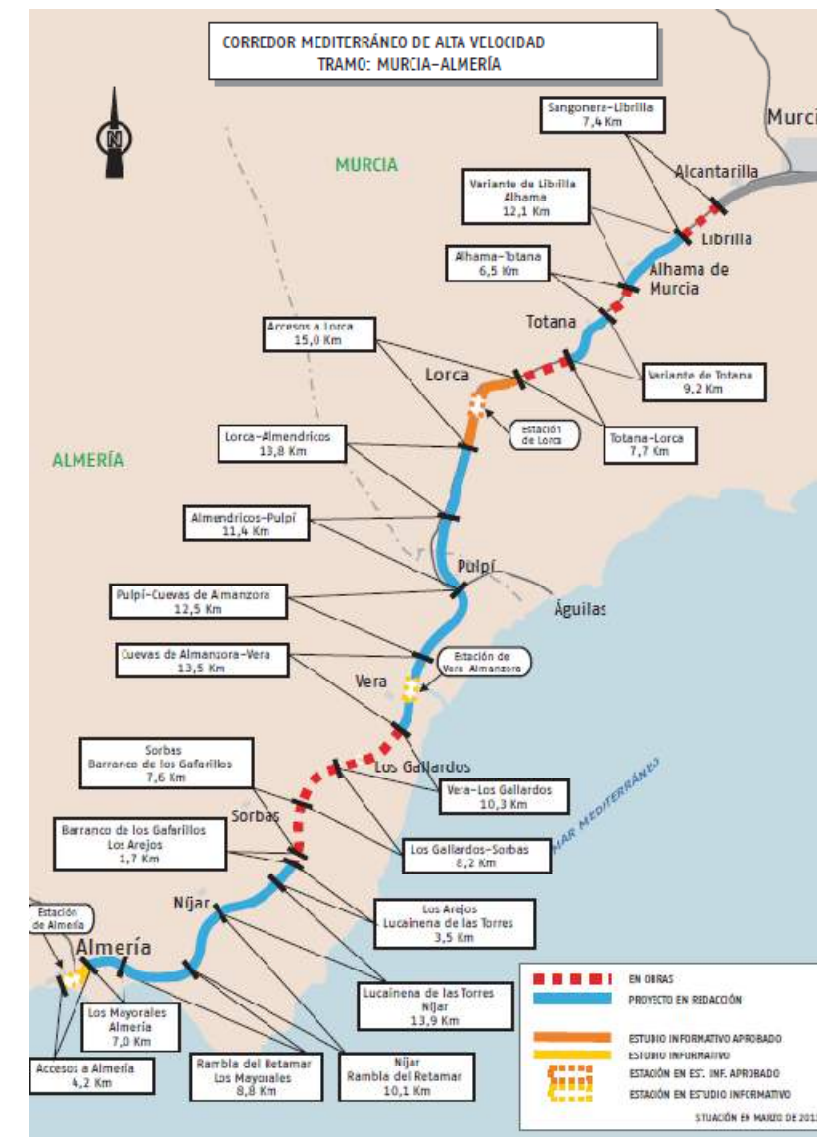 CORREDOR MEDITERRÁNEO DE ALTA VELOCIDAD
TRAMO: MURCIA-ALMERÍA
Sangonera-Librilla
7,4 Km
Murci
MURCIA
Alcantarilla
Variante de Librilla
Alhama
12,1 Km
Librilla
Alhama-Totana
6,5 Km
Alhama de
Murcia
Totana
Accesos a Lorca
15,0 Km
Lorca
Variante de Totana
9,2 Km
Estación
de Lorca
Totana-Lorca
7,7 Km
Lorca-Almendricos
13,8 Km
ALMERÍA
Almendricos-Pulpí
11,4 Km
Pulpí
Pulpí-Cuevas de Almanzora
12,5 Km
Águilas
Cuevas de Almanzora-Vera
13,5 Km
Estación de
Vera-Almanzora
Vera
Sorbas
Barranco de los Gafarillos
7,6 Km
Los Gallardos
Vera-Los Gallardos
10,3 Km
MAR MEDITERRÁNEO
Sorbas
Barranco de los Gafarillos
Los Arejos
1,7 Km
Los Gallardos-Sorbas
8,2 Km
Níjar
Los Arejos
Lucainena de las Torres
3,5 Km
Estación
de Almería
Almería
Lucainena de las Torres
Níjar
13,9 Km
Los Mayorales
Almería
7,0 Km
Accesos a Almería
4,2 Km
Rambla del Retamar
Los Mayorales
8,8 Km
Níjar
Rambla del Retamar
10,1 Km
N
EN OBRAS
PROYECTO EN REDACCIÓN
ESTUDIO INFORMATIVO APROBADO
ESTUDIO INFORMATIVO
ESTACIÓN EN EST. INF. APROBADO
ESTACIÓN EN ESTUDIO INFORMATIVO
SITUACIÓN EN MARZO DE